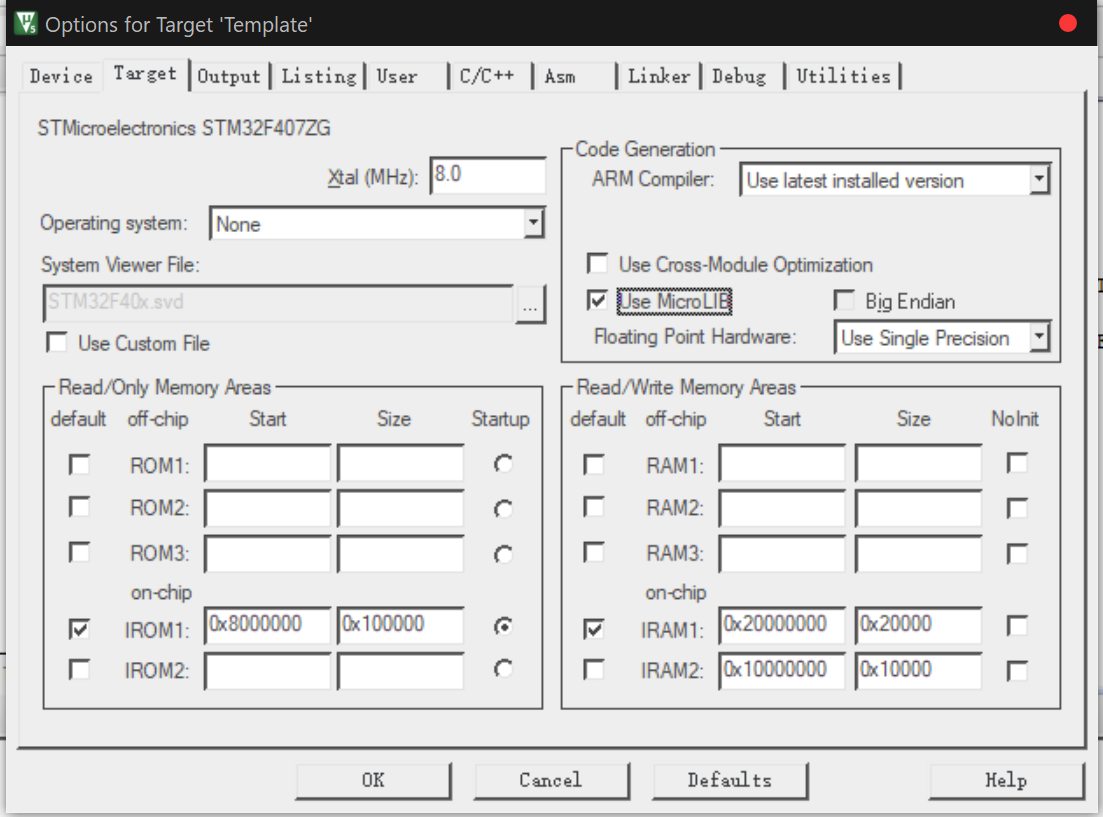 Options for Target 'Template'
Device Target Output Listing User C/C++ Asm Linker Debug Utilities
STMicroelectronics STM32F407ZG
Xtal (MHz): 8.0
Operating system: None
System Viewer File:
STM32F40x.svd ...
Use Custom File
Code Generation
ARM Compiler: Use latest installed version
Use Cross-Module Optimization
Use MicroLIB Big Endian
Floating Point Hardware: Use Single Precision
Read/Only Memory Areas
default off-chip Start Size Startup
ROM1:
ROM2:
ROM3:
on-chip
IROM1: 0x8000000 0x100000
IROM2:
Read/Write Memory Areas
default off-chip Start Size NoInit
RAM1:
RAM2:
RAM3:
on-chip
IRAM1: 0x20000000 0x20000
IRAM2: 0x10000000 0x10000
OK Cancel Defaults Help